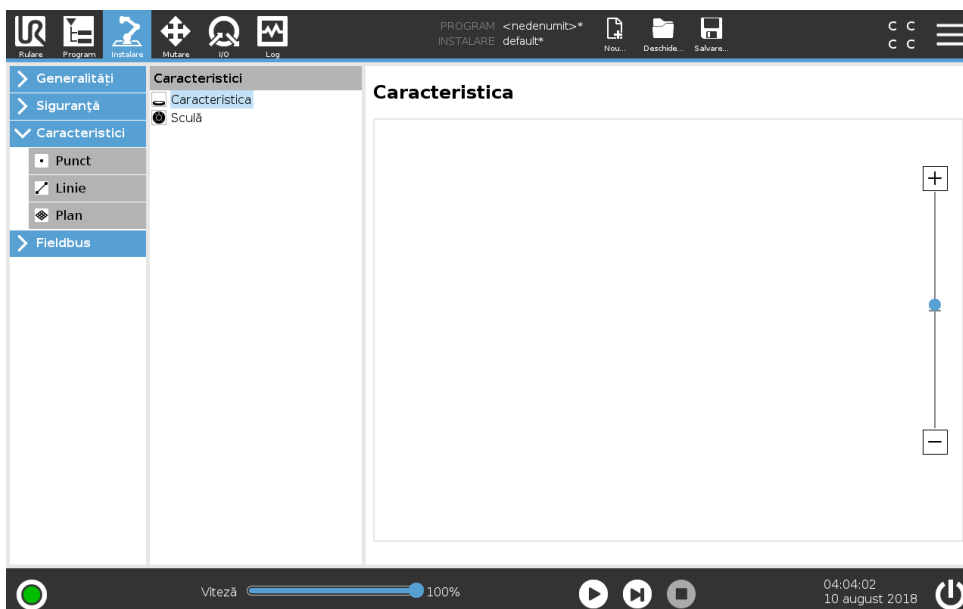 UR
Rulare Program Instalare Mutare I/O Log
PROGRAM <nedenumit>*
INSTALARE default*
Nou... Deschide... Salvare...
C C
C C
Generalități
Siguranță
Caracteristici
Punct
Linie
Plan
Fieldbus
Caracteristici
Caracteristica
Sculă
Caracteristica
Viteză 100%
04:04:02
10 august 2018